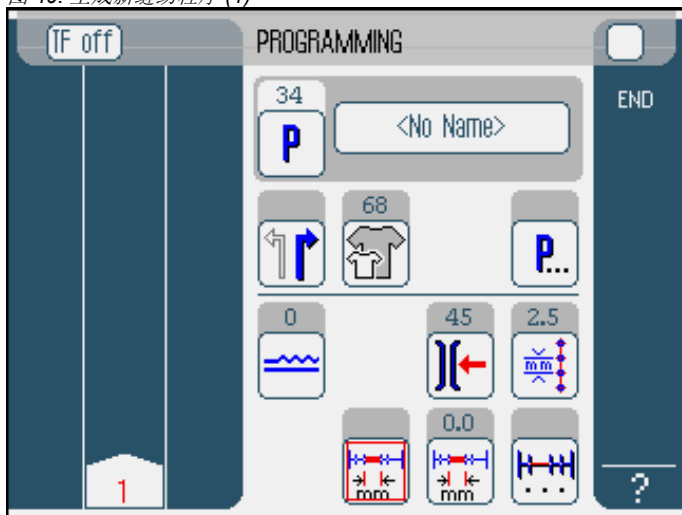 TF off
PROGRAMMING
END
34
P
<No Name>
68
P...
0
45
2.5
mm
0.0
mm
mm
...
1
?